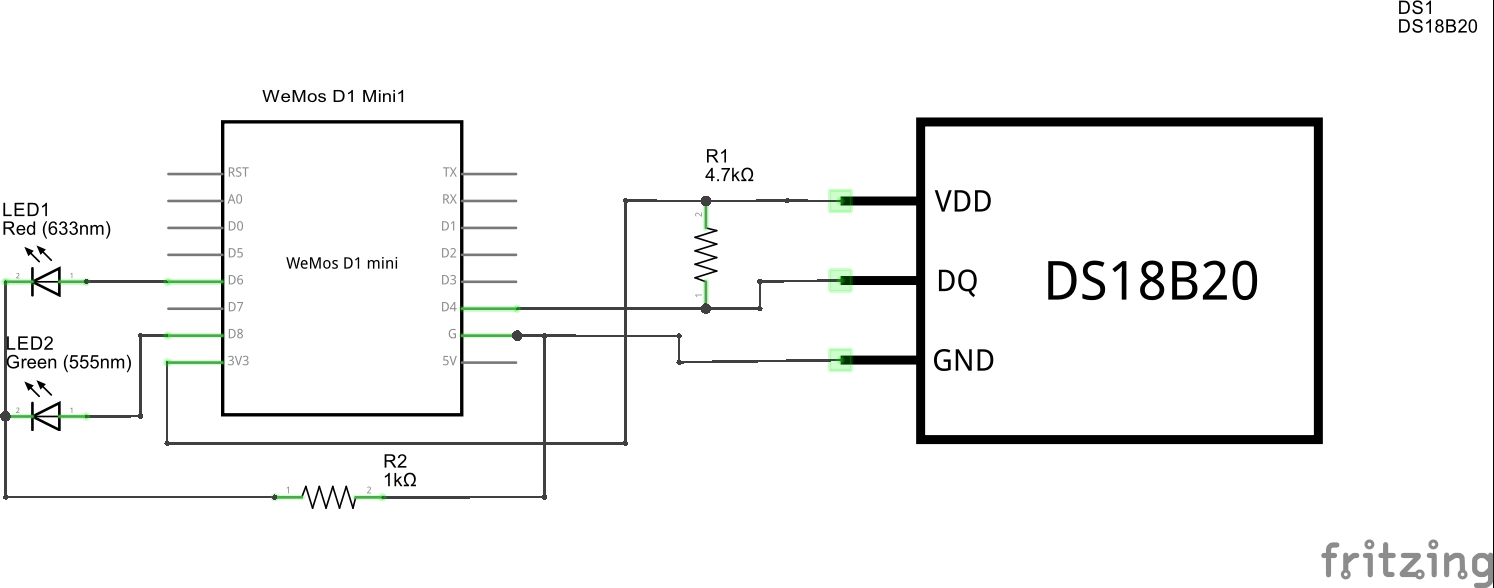 DS1
DS18B20
WeMos D1 Mini1
RST
A0
D0
D5
D6
D7
D8
3V3
WeMos D1 mini
TX
RX
D1
D2
D3
D4
G
5V
LED1
Red (633nm)
2
1
LED2
Green (555nm)
2
1
R1
4.7kΩ
2
1
R2
1kΩ
1
2
VDD
DQ
GND
DS18B20
fritzing